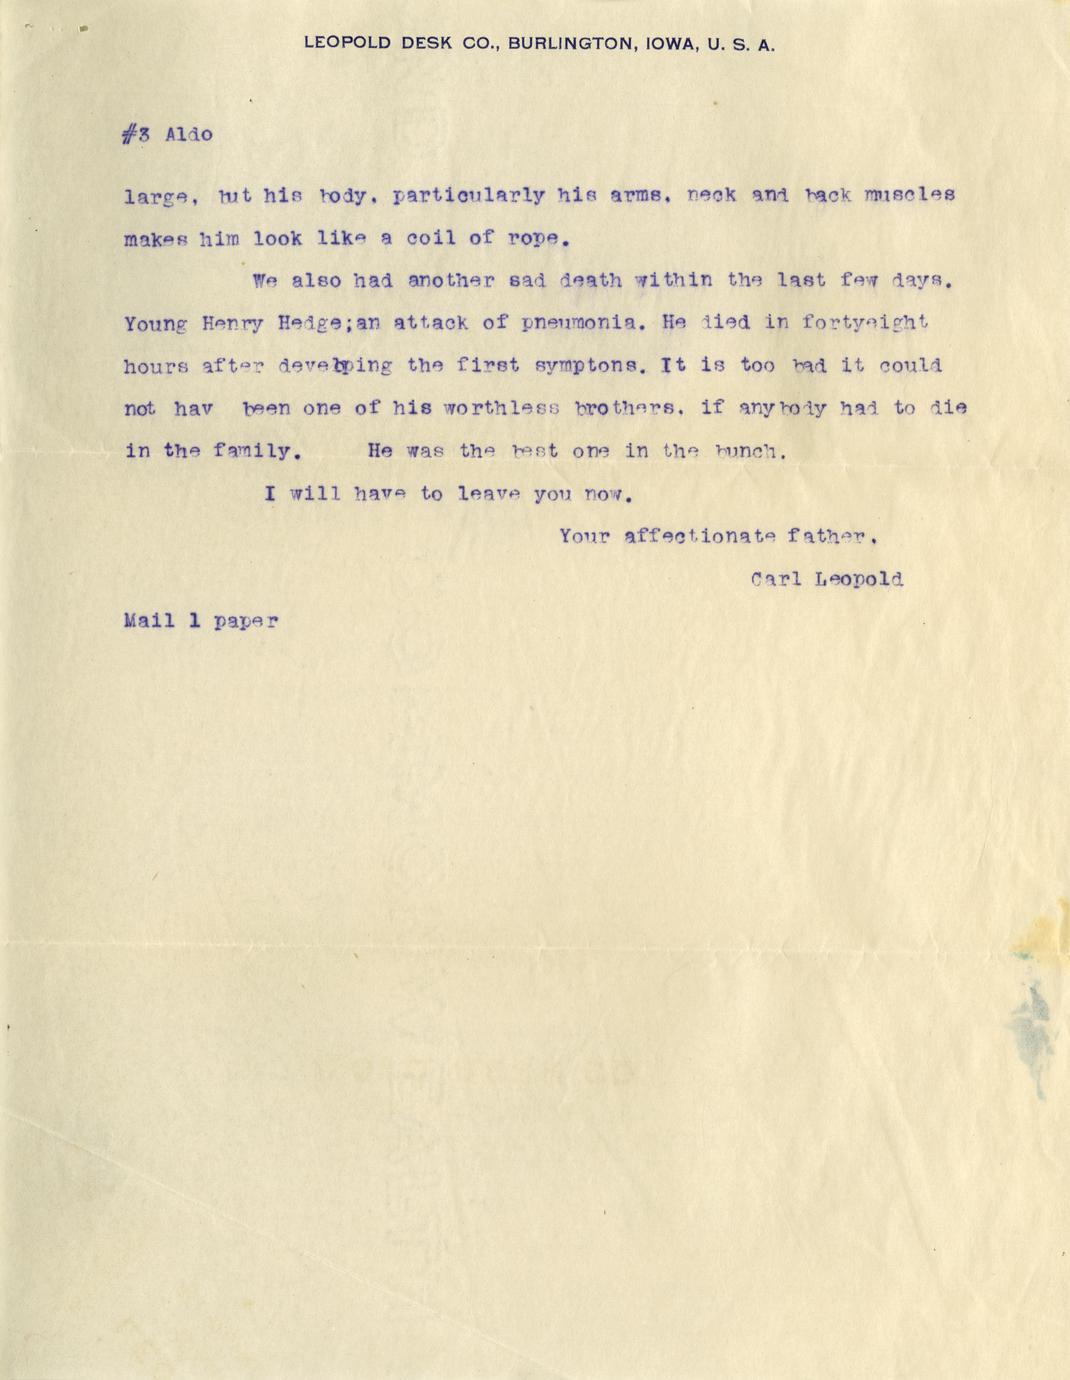 LEOPOLD DESK CO., BURLINGTON, IOWA, U. S. A.
#3 Aldo
large, but his body, particularly his arms, neck and back muscles
makes him look like a coil of rope.
We also had another sad death within the last few days.
Young Henry Hedge;an attack of pneumonia. He died in fortyeight
hours after develping the first symptons. It is too bad it could
not hav been one of his worthless brothers, if anybody had to die
in the family. He was the best one in the bunch.
I will have to leave you now.
Your affectionate father,
Carl Leopold
Mail 1 paper